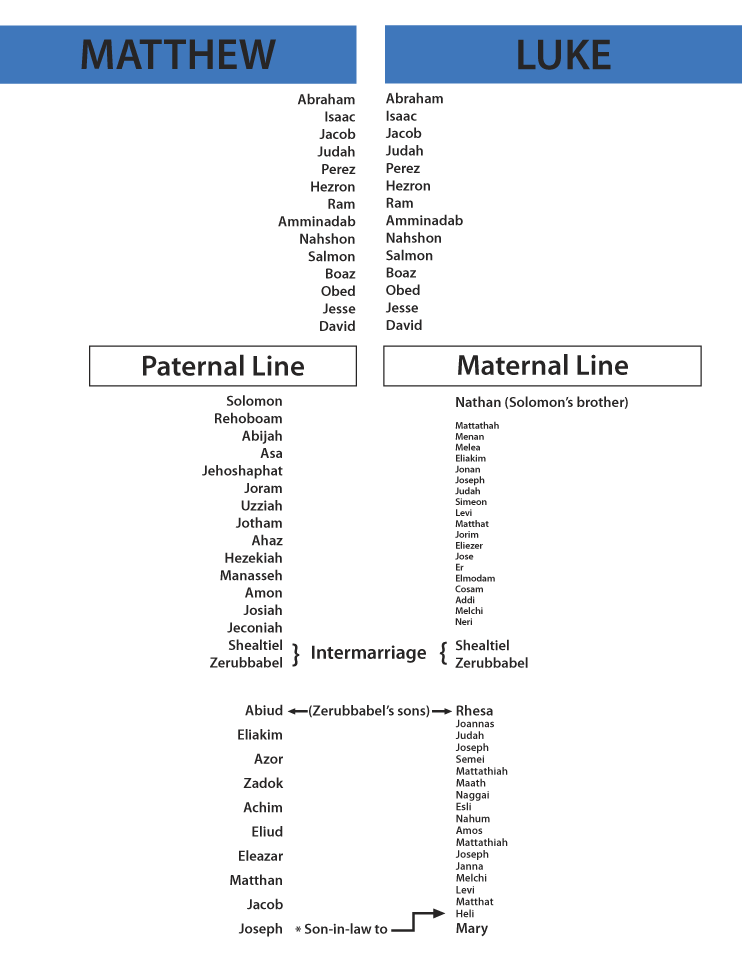 MATTHEW
Abraham
Isaac
Jacob
Judah
Perez
Hezron
Ram
Amminadab
Nahshon
Salmon
Boaz
Obed
Jesse
David
Paternal Line
Solomon
Rehoboam
Abijah
Asa
Jehoshaphat
Joram
Uzziah
Jotham
Ahaz
Hezekiah
Manasseh
Amon
Josiah
Jeconiah
Shealtiel
Zerubbabel
} Intermarriage {
Abiud
(Zerubbabel's sons)
Eliakim
Azor
Zadok
Achim
Eliud
Eleazar
Matthan
Jacob
Joseph * Son-in-law to
LUKE
Abraham
Isaac
Jacob
Judah
Perez
Hezron
Ram
Amminadab
Nahshon
Salmon
Boaz
Obed
Jesse
David
Maternal Line
Nathan (Solomon's brother)
Mattathah
Menan
Melea
Eliakim
Jonan
Joseph
Judah
Simeon
Levi
Matthat
Jorim
Eliezer
Jose
Er
Elmodam
Cosam
Addi
Melchi
Neri
Shealtiel
Zerubbabel
Rhesa
Joannas
Judah
Joseph
Semei
Mattathiah
Maath
Naggai
Esli
Nahum
Amos
Mattathiah
Joseph
Janna
Melchi
Levi
Matthat
Heli
Mary